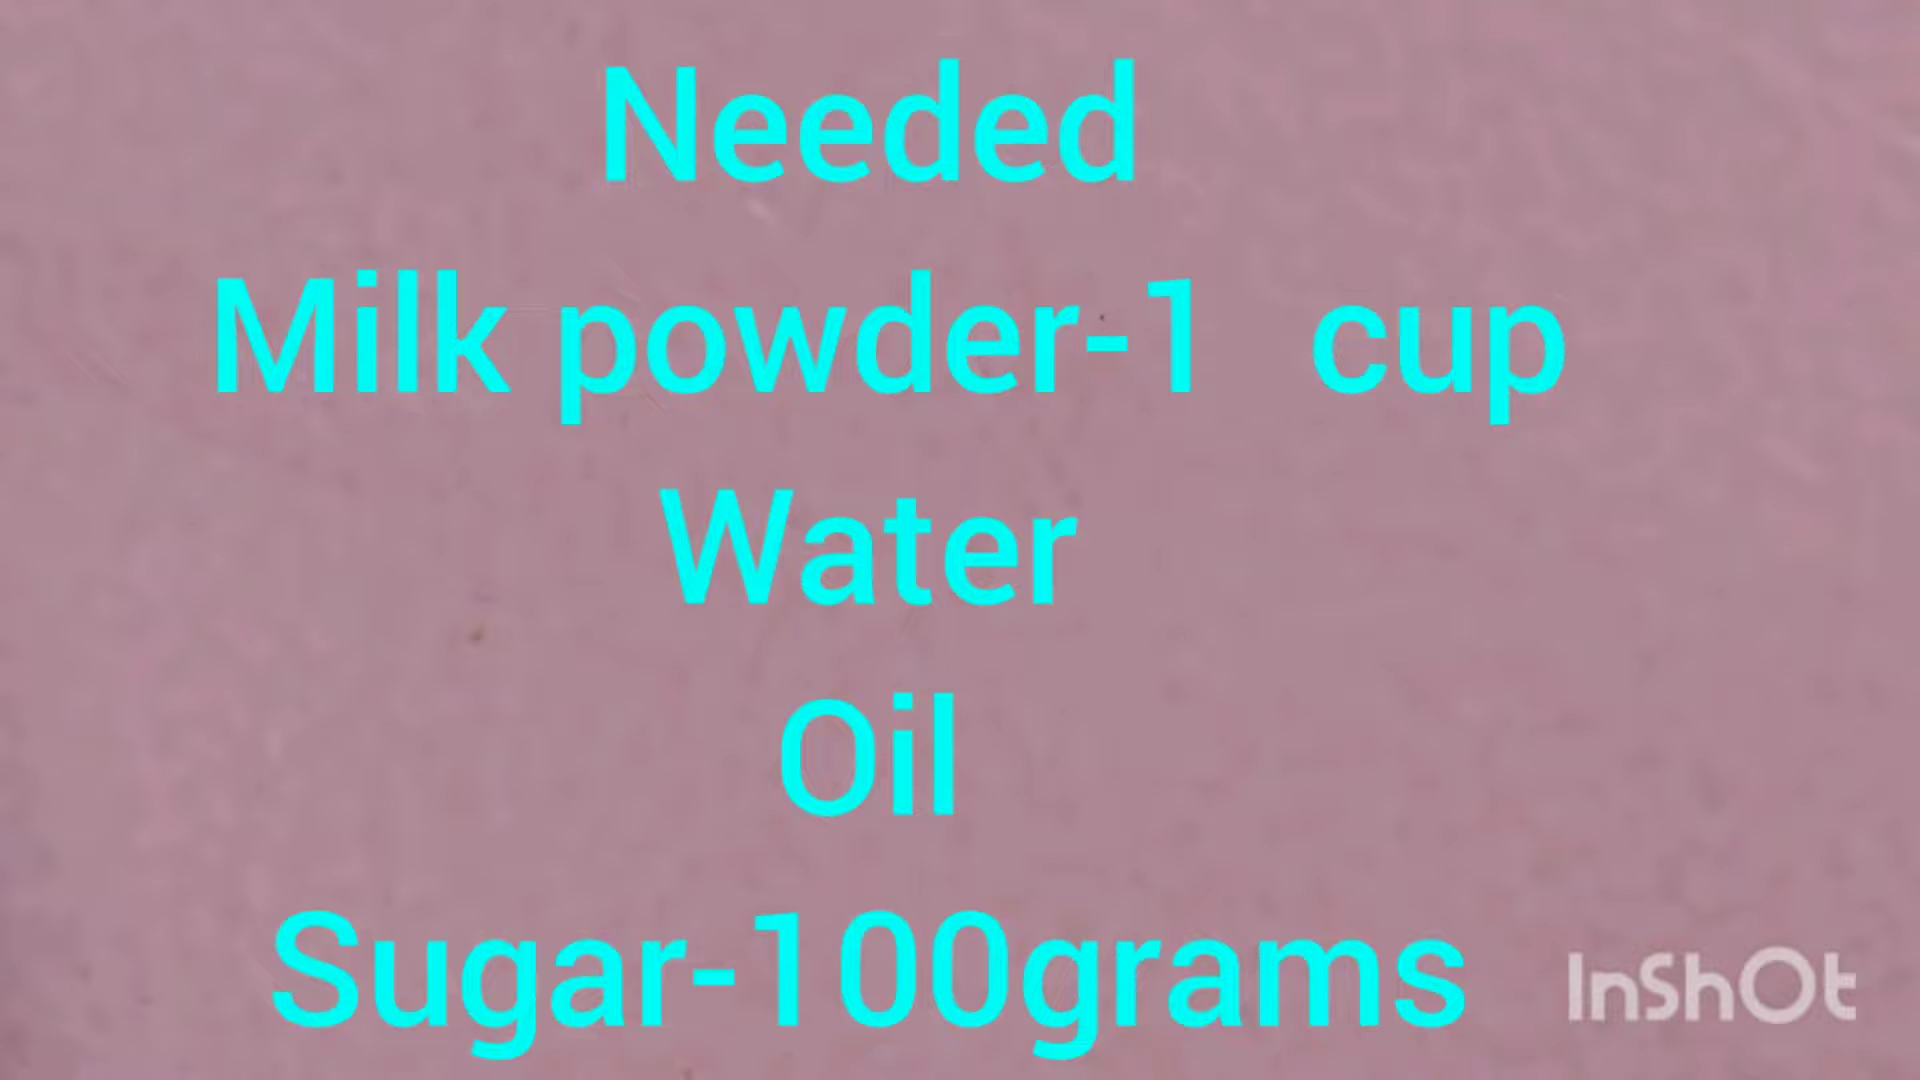 Needed
Milk powder-1 cup
Water
Oil
Sugar-100grams
InShOt